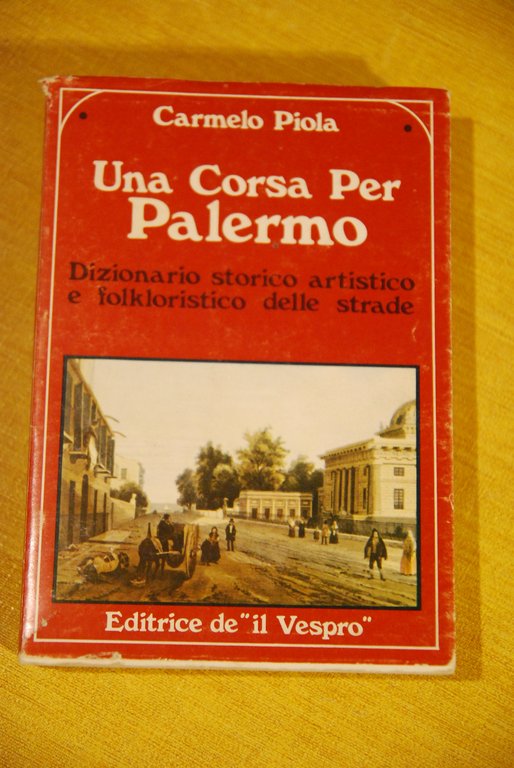 Carmelo Piola
Una Corsa Per
Palermo
Dizionario storico artistico
e folkloristico delle strade
Editrice de "il Vespro"